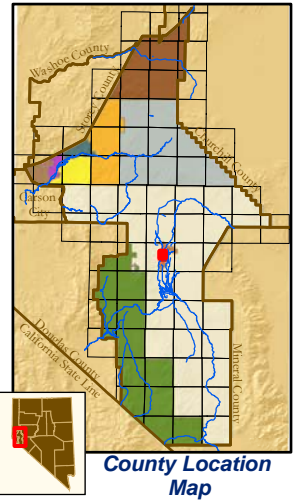 Washoe County
Storey County
Churchill County
Carson
City
Douglas County
California State Line
Mineral County
County Location
Map